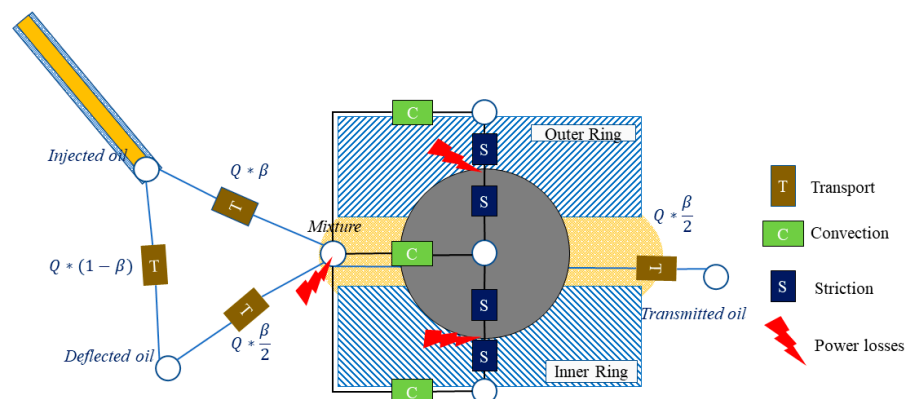 C
Outer Ring
S
Injected oil
Q * β
S
T
Mixture
Q * β/2
T Transport
C Convection
S Striction
Power losses
C
T
Q * (1 − β)
T
S
T
Q * β/2
Transmitted oil
Deflected oil
S
Inner Ring
C